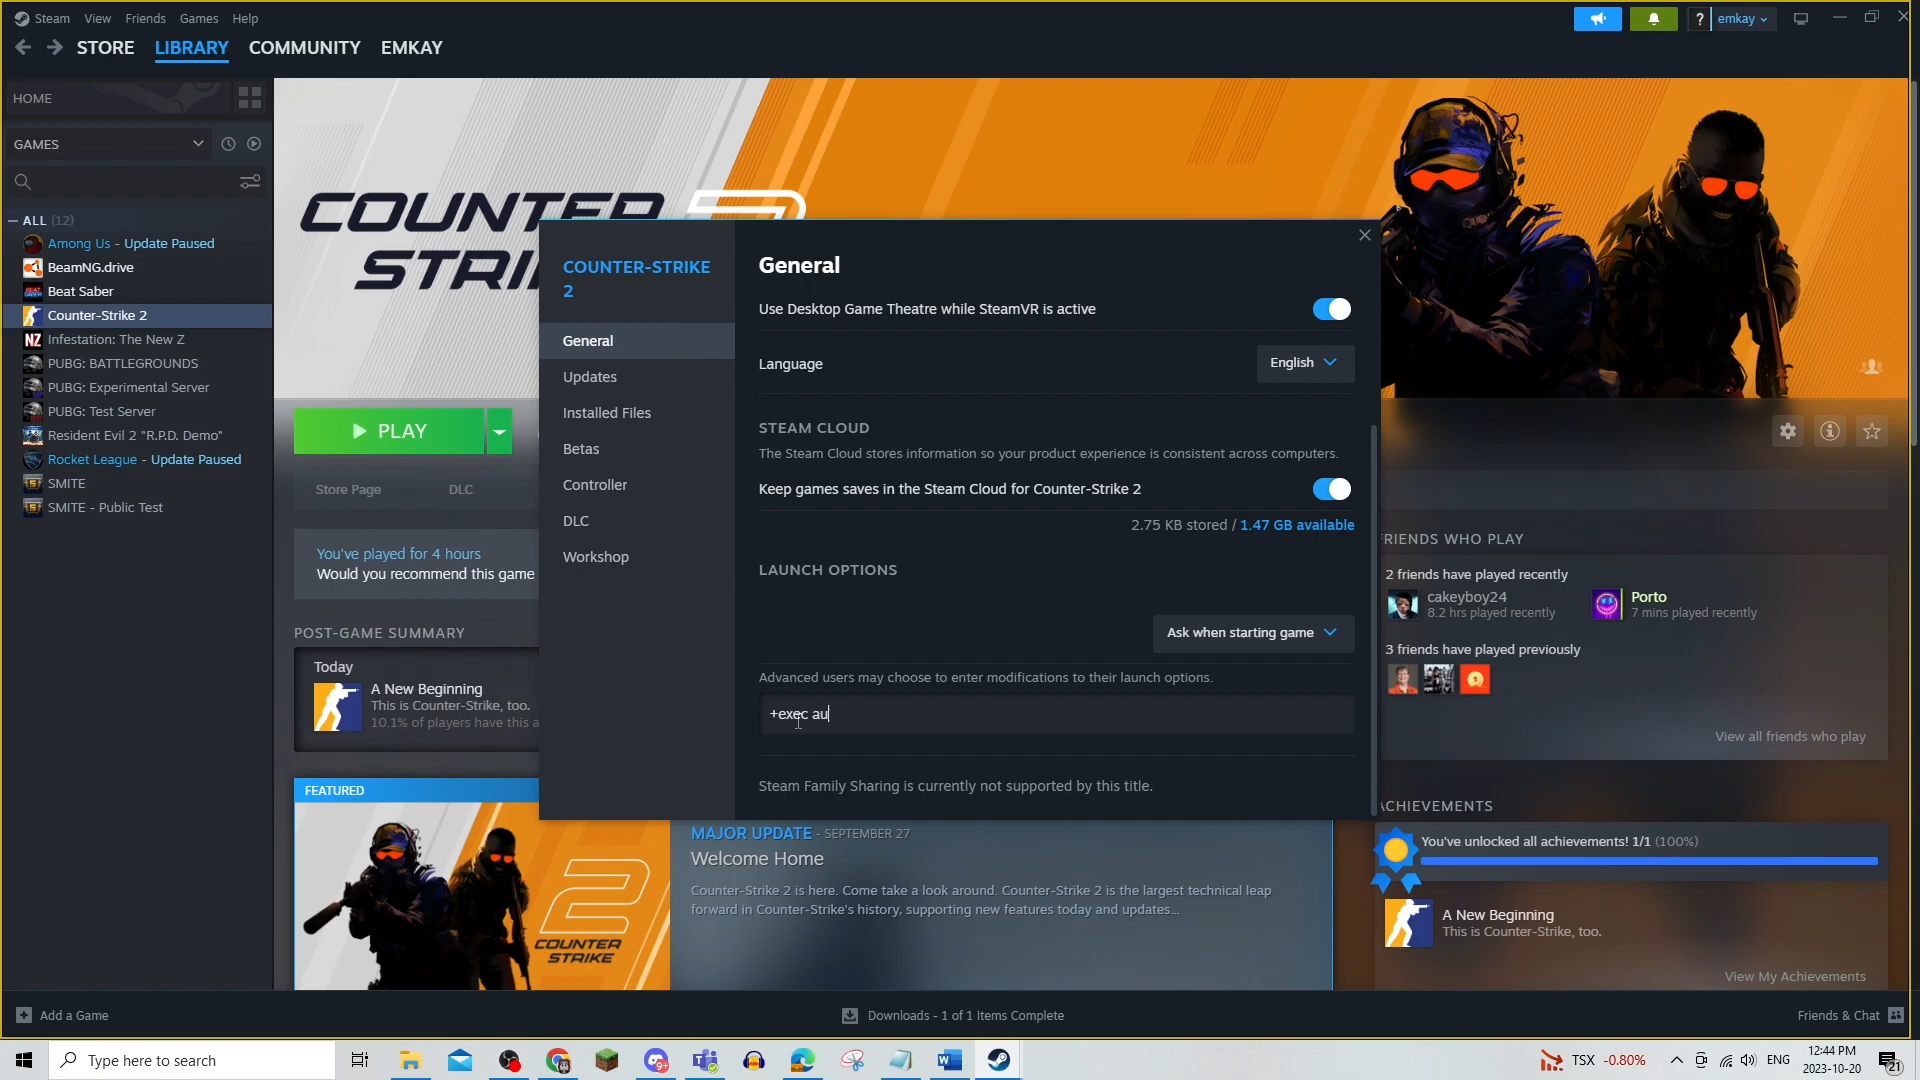 Steam View Friends Games Help
? emkay
STORE LIBRARY COMMUNITY EMKAY
HOME
GAMES
ALL (12)
Among Us - Update Paused
BeamNG.drive
Beat Saber
Counter-Strike 2
Infestation: The New Z
PUBG: BATTLEGROUNDS
PUBG: Experimental Server
PUBG: Test Server
Resident Evil 2 "R.P.D. Demo"
Rocket League - Update Paused
SMITE
SMITE - Public Test
COUNTER
STRI
PLAY
Store Page DLC
You've played for 4 hours
Would you recommend this game
POST-GAME SUMMARY
Today
A New Beginning
This is Counter-Strike, too.
10.1% of players have this a
FEATURED
2
COUNTER
STRIKE
COUNTER-STRIKE
2
General
Updates
Installed Files
Betas
Controller
DLC
Workshop
General
Use Desktop Game Theatre while SteamVR is active
Language English
STEAM CLOUD
The Steam Cloud stores information so your product experience is consistent across computers.
Keep games saves in the Steam Cloud for Counter-Strike 2
2.75 KB stored / 1.47 GB available
LAUNCH OPTIONS
Ask when starting game
Advanced users may choose to enter modifications to their launch options.
+exec au
Steam Family Sharing is currently not supported by this title.
MAJOR UPDATE - SEPTEMBER 27
Welcome Home
Counter-Strike 2 is here. Come take a look around. Counter-Strike 2 is the largest technical leap
forward in Counter-Strike's history, supporting new features today and updates...
FRIENDS WHO PLAY
2 friends have played recently
cakeyboy24
8.2 hrs played recently
Porto
7 mins played recently
3 friends have played previously
View all friends who play
ACHIEVEMENTS
You've unlocked all achievements! 1/1 (100%)
A New Beginning
This is Counter-Strike, too.
View My Achievements
Add a Game
Downloads - 1 of 1 Items Complete
Friends & Chat
Type here to search
9+
TSX -0.80%
ENG
12:44 PM
2023-10-20
21